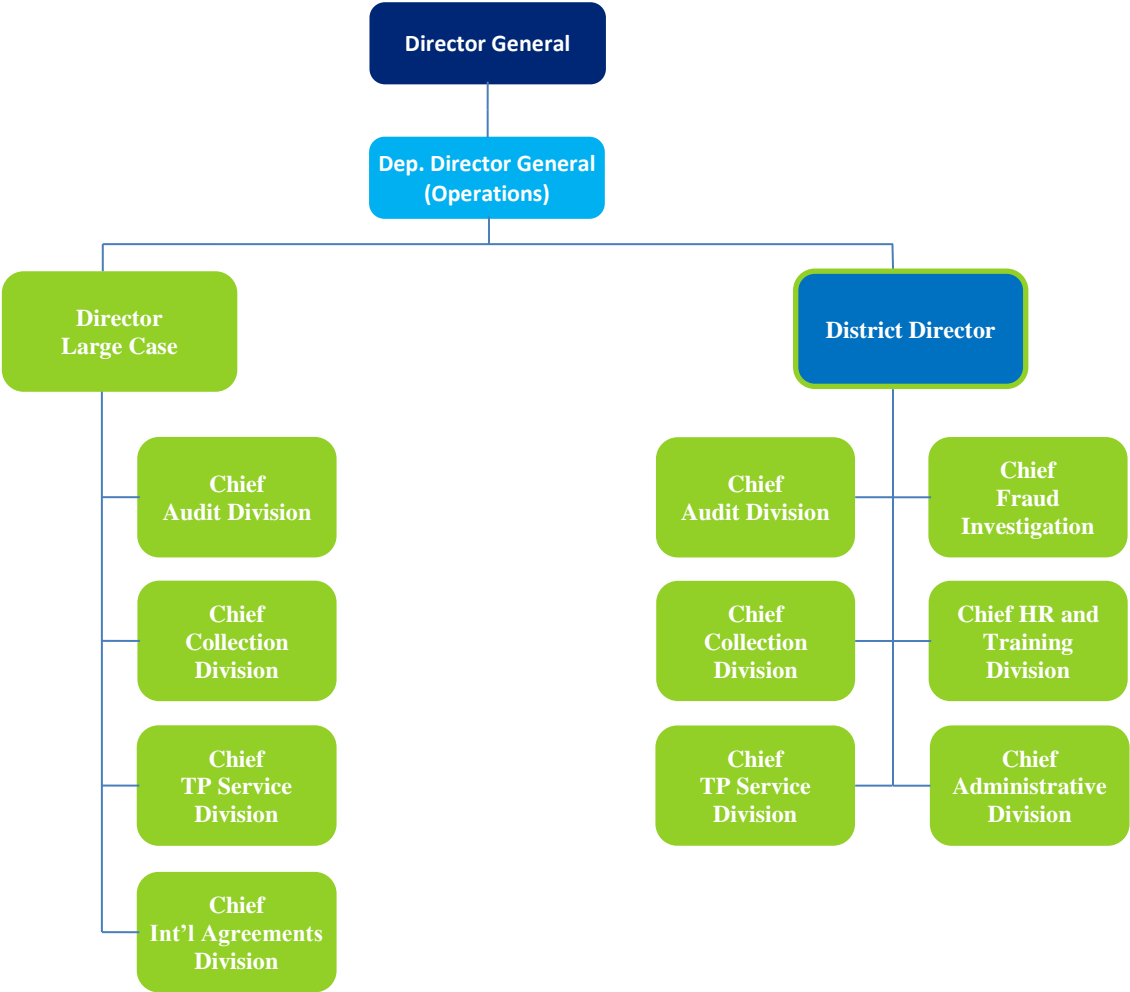 Director General
Dep. Director General
(Operations)
Director
Large Case
District Director
Chief
Audit Division
Chief
Collection
Division
Chief
TP Service
Division
Chief
Int’l Agreements
Division
Chief
Audit Division
Chief
Fraud
Investigation
Chief
Collection
Division
Chief HR and
Training
Division
Chief
TP Service
Division
Chief
Administrative
Division